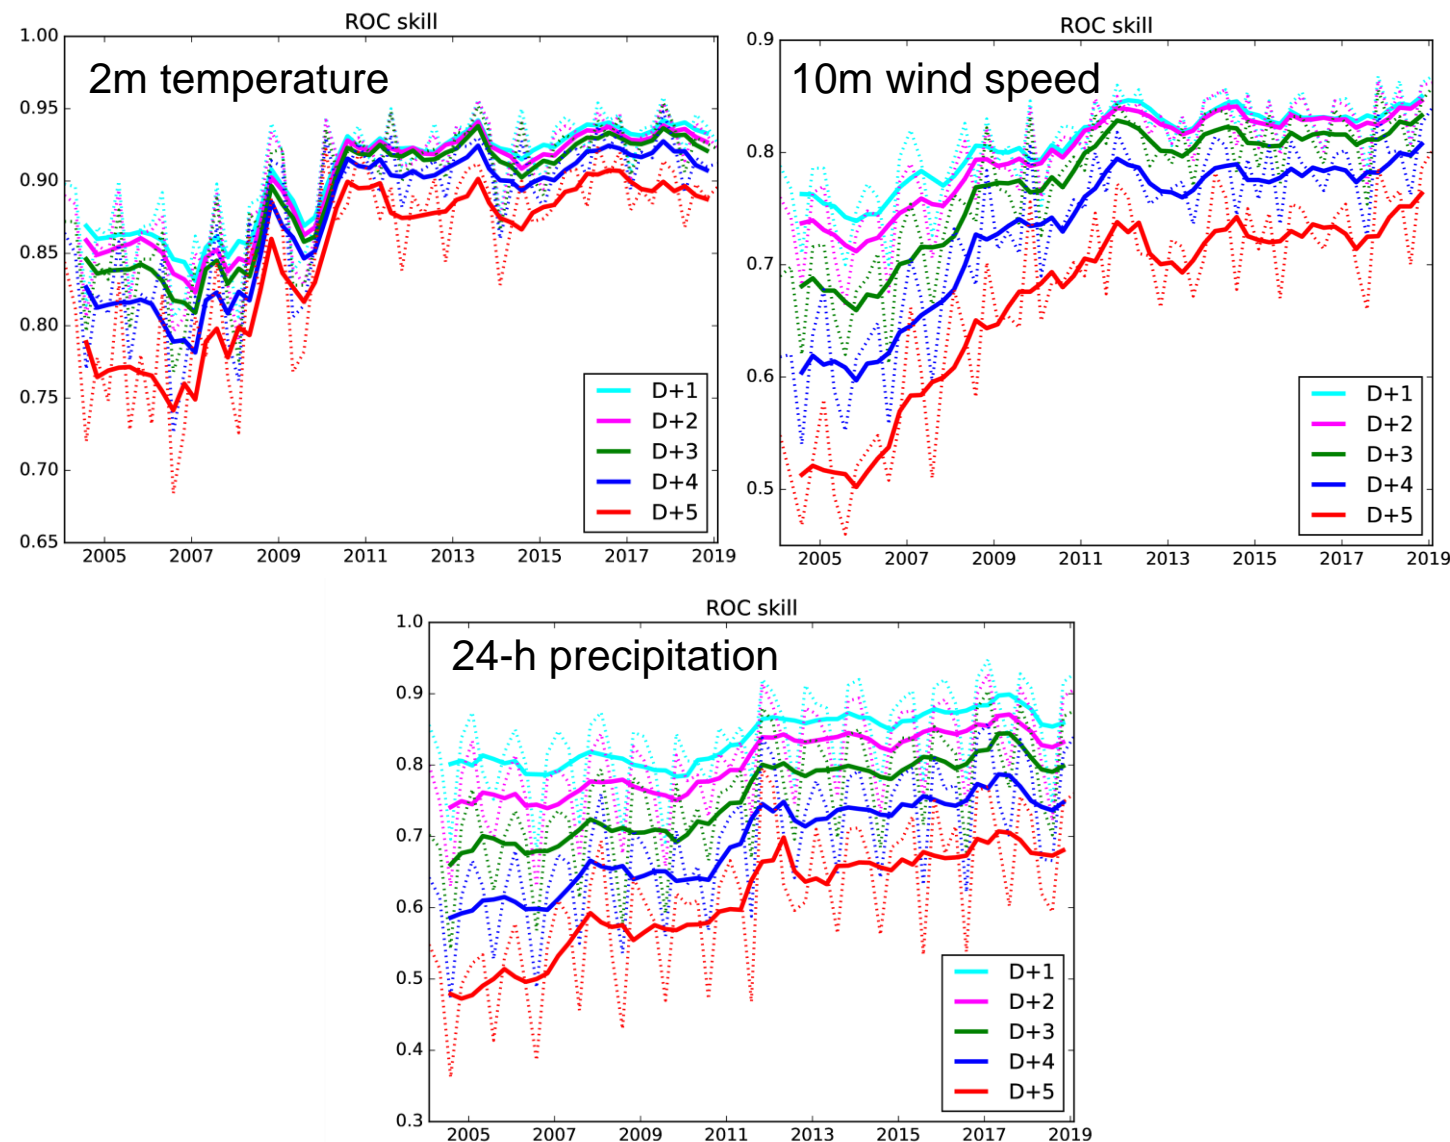 ROC skill
2m temperature
1.00
0.95
0.90
0.85
0.80
0.75
0.70
0.65
2005 2007 2009 2011 2013 2015 2017 2019
D+1
D+2
D+3
D+4
D+5
ROC skill
10m wind speed
0.9
0.8
0.7
0.6
0.5
2005 2007 2009 2011 2013 2015 2017 2019
D+1
D+2
D+3
D+4
D+5
ROC skill
24-h precipitation
1.0
0.9
0.8
0.7
0.6
0.5
0.4
0.3
2005 2007 2009 2011 2013 2015 2017 2019
D+1
D+2
D+3
D+4
D+5